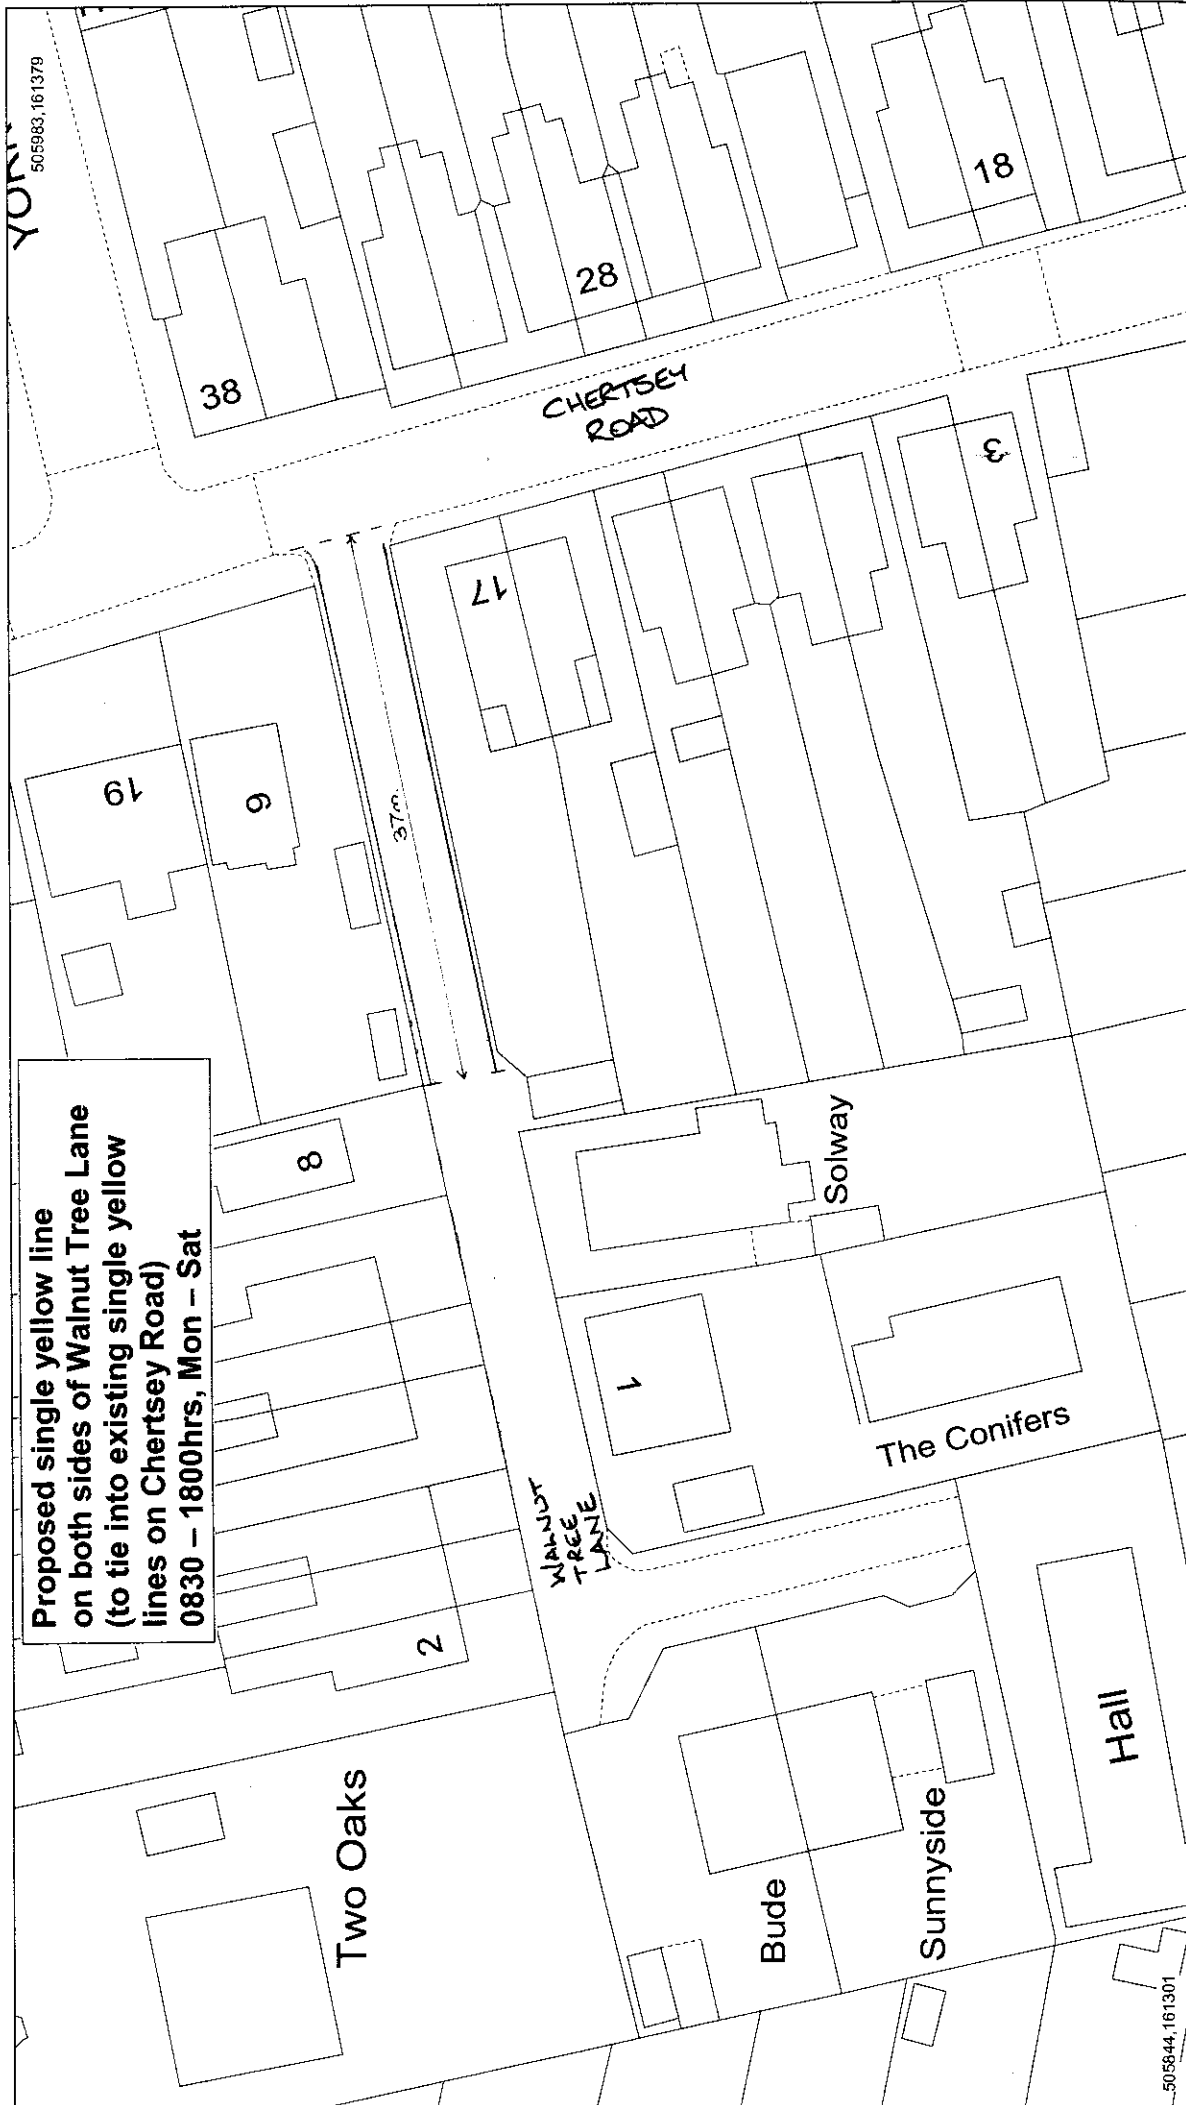 Proposed single yellow line
on both sides of Walnut Tree Lane
(to tie into existing single yellow
lines on Chertsey Road)
0830 – 1800hrs, Mon – Sat
505983,161379
38
28
18
CHERTSEY
ROAD
19
6
17
3
37m
8
2
WALNUT
TREE
LANE
1
Solway
The Conifers
Two Oaks
Bude
Sunnyside
Hall
505844,161301